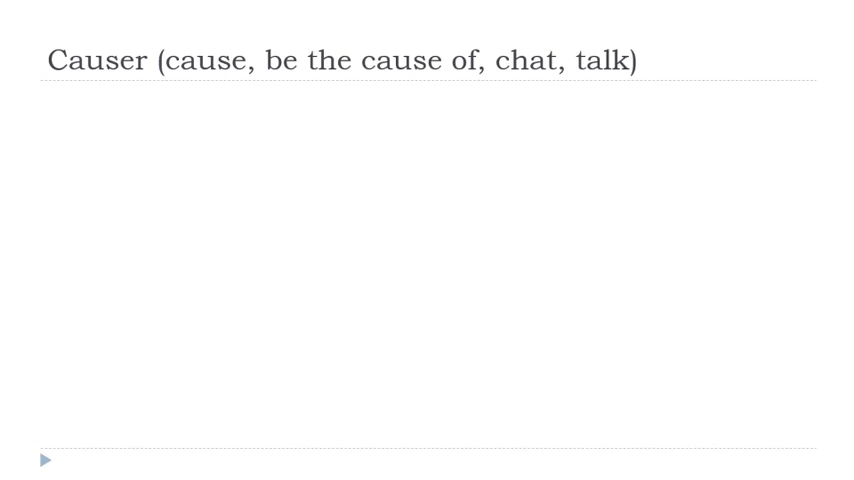 Causer (cause, be the cause of, chat, talk)